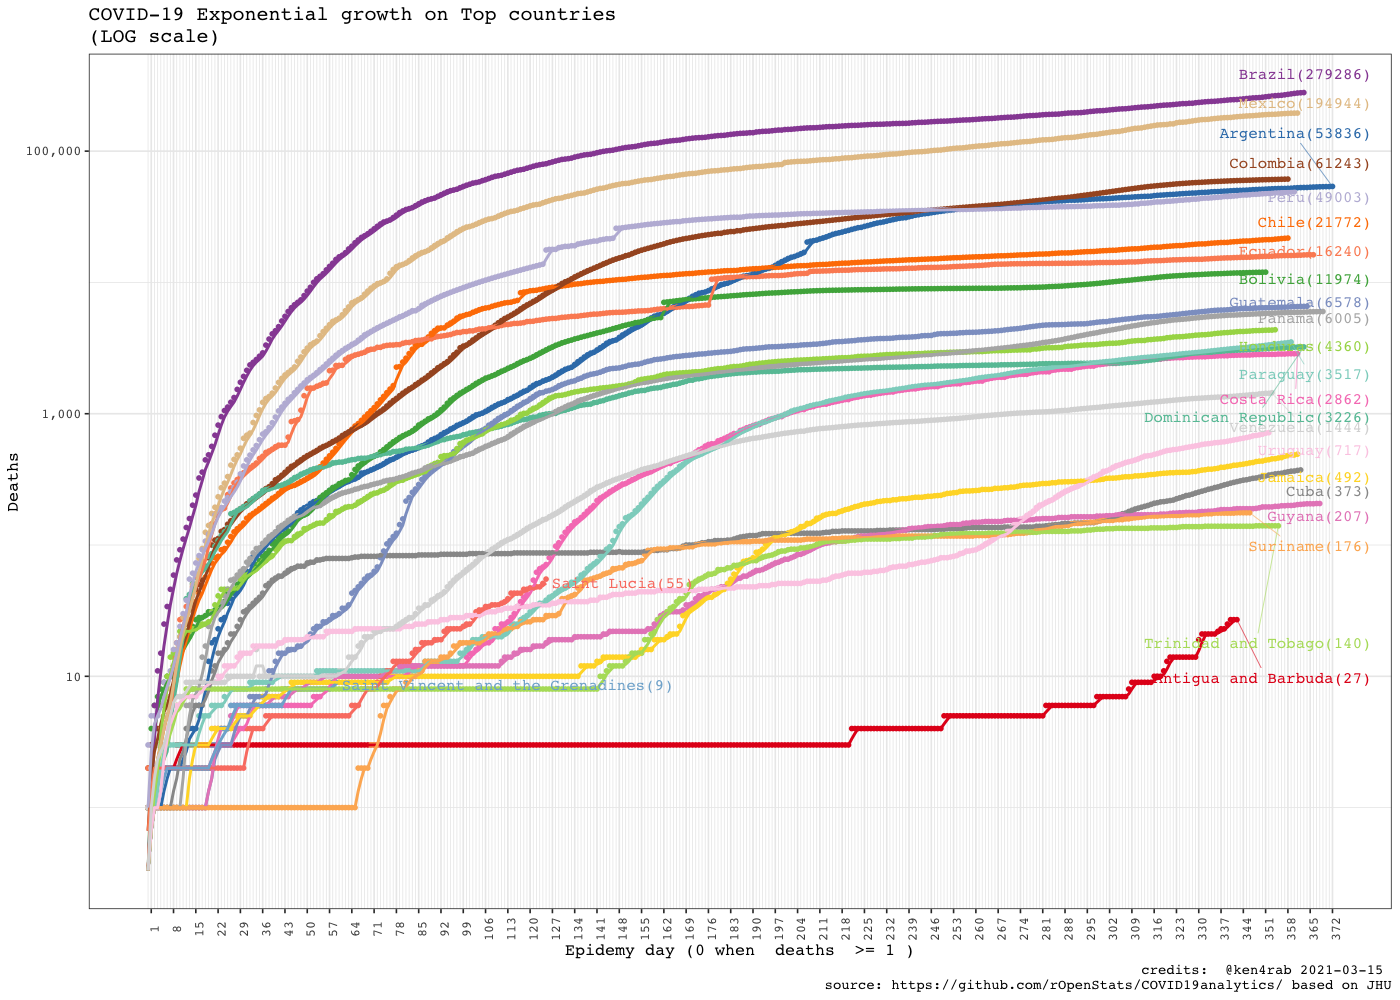 COVID-19 Exponential growth on Top countries
(LOG scale)
Brazil(279286)
Mexico(194944)
Argentina(53836)
Colombia(61243)
Peru(49003)
Chile(21772)
Ecuador(16240)
Bolivia(11974)
Guatemala(6578)
Panama(6005)
Honduras(4360)
Paraguay(3517)
Costa Rica(2862)
Dominican Republic(3226)
Venezuela(1444)
Uruguay(717)
Jamaica(492)
Cuba(373)
Guyana(207)
Suriname(176)
Saint Lucia(55)
Trinidad and Tobago(140)
Antigua and Barbuda(27)
Saint Vincent and the Grenadines(9)
100,000
1,000
10
Deaths
1 8 15 22 29 36 43 50 57 64 71 78 85 92 99 106 113 120 127 134 141 148 155 162 169 176 183 190 197 204 211 218 225 232 239 246 253 260 267 274 281 288 295 302 309 316 323 330 337 344 351 358 365 372
Epidemy day (0 when  deaths  >= 1 )
credits:  @ken4rab 2021-03-15
source: https://github.com/rOpenStats/COVID19analytics/ based on JHU